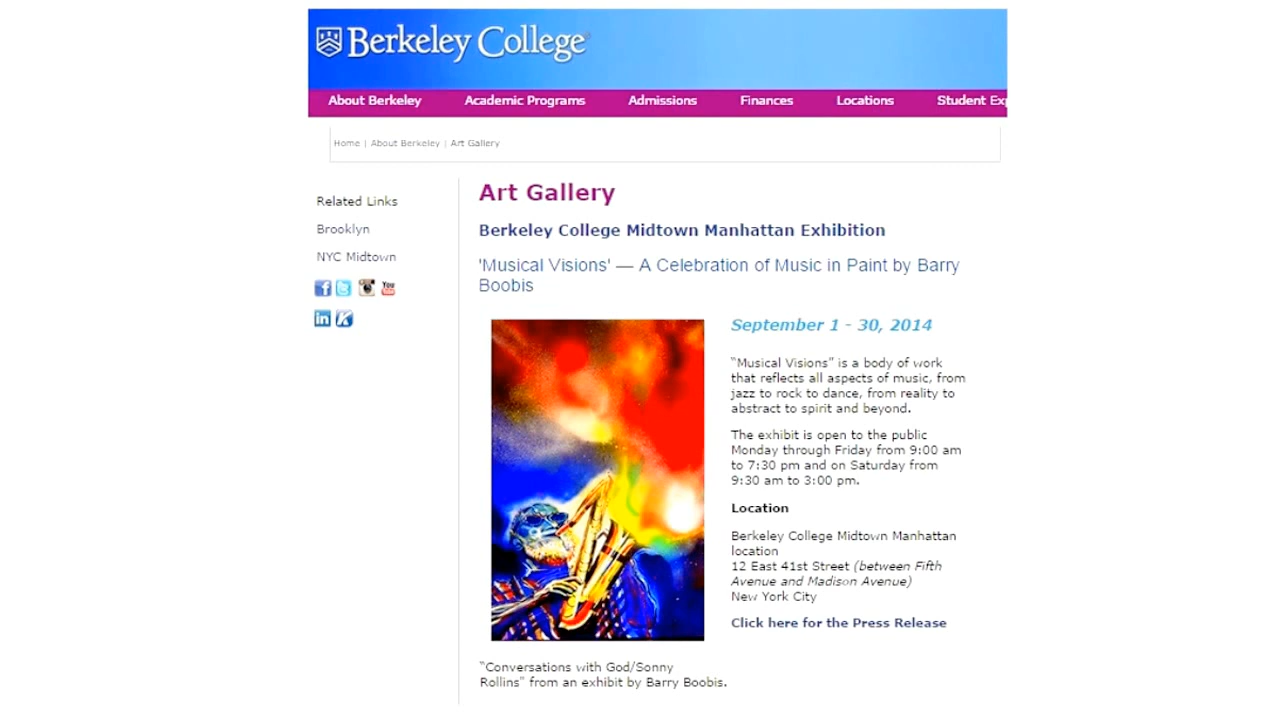 Berkeley College
About Berkeley Academic Programs Admissions Finances Locations Student Exp
Home | About Berkeley | Art Gallery
Related Links
Brooklyn
NYC Midtown
You
Tube
in
Art Gallery
Berkeley College Midtown Manhattan Exhibition
'Musical Visions' — A Celebration of Music in Paint by Barry
Boobis
September 1 - 30, 2014
“Musical Visions” is a body of work
that reflects all aspects of music, from
jazz to rock to dance, from reality to
abstract to spirit and beyond.
The exhibit is open to the public
Monday through Friday from 9:00 am
to 7:30 pm and on Saturday from
9:30 am to 3:00 pm.
Location
Berkeley College Midtown Manhattan
location
12 East 41st Street (between Fifth
Avenue and Madison Avenue)
New York City
Click here for the Press Release
“Conversations with God/Sonny
Rollins” from an exhibit by Barry Boobis.